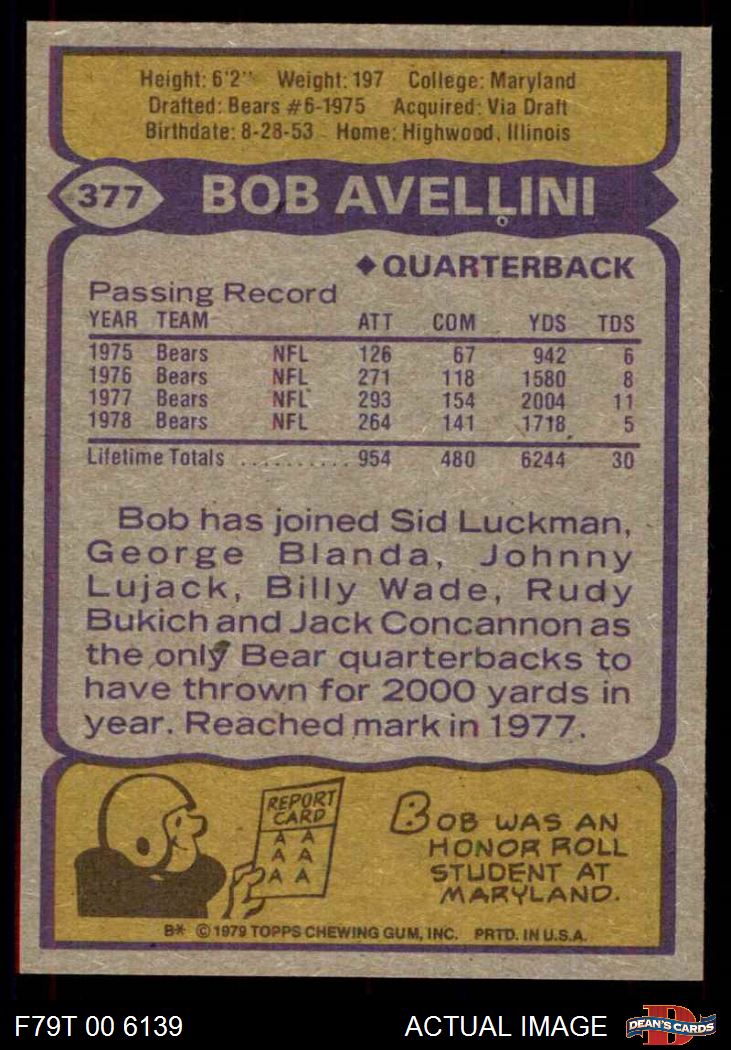 Height: 6'2" Weight: 197 College: Maryland
Drafted: Bears #6-1975 Acquired: Via Draft
Birthdate: 8-28-53 Home: Highwood, Illinois
377 BOB AVELLINI
◆QUARTERBACK
Passing Record
YEAR TEAM ATT COM YDS TDS
1975 Bears NFL 126 67 942 6
1976 Bears NFL 271 118 1580 8
1977 Bears NFL 293 154 2004 11
1978 Bears NFL 264 141 1718 5
Lifetime Totals .......... 954 480 6244 30
Bob has joined Sid Luckman,
George Blanda, Johnny
Lujack, Billy Wade, Rudy
Bukich and Jack Concannon as
the only Bear quarterbacks to
have thrown for 2000 yards in
year. Reached mark in 1977.
REPORT
CARD
A A
A A
A A
BOB WAS AN
HONOR ROLL
STUDENT AT
MARYLAND.
B* © 1979 TOPPS CHEWING GUM, INC. PRTD. IN U.S.A.
F79T 00 6139 ACTUAL IMAGE
D
DEAN'S CARDS